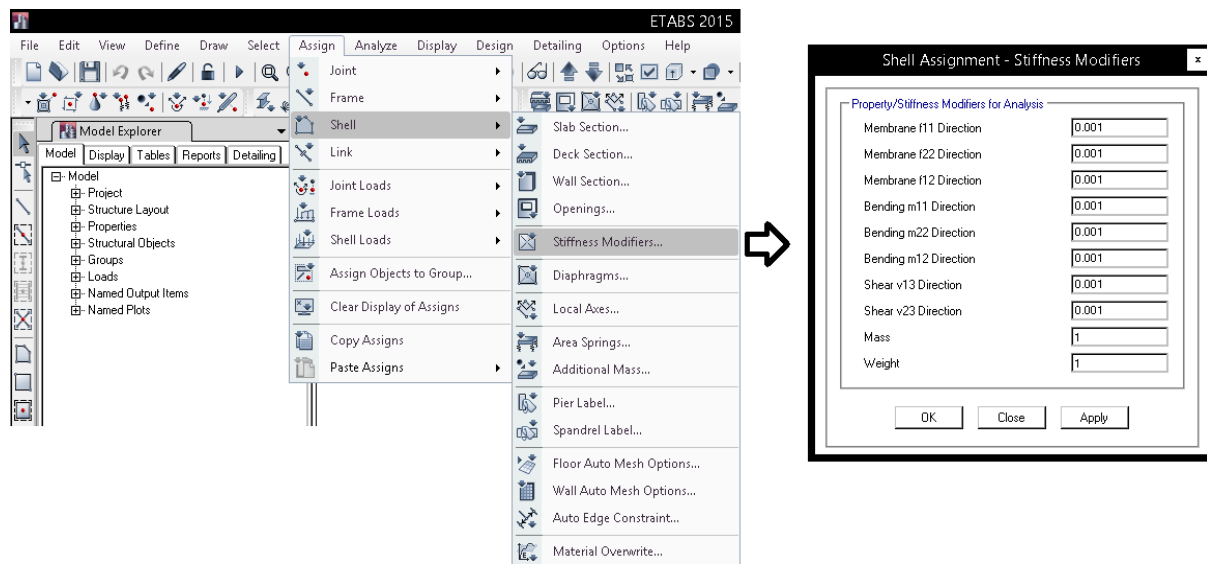 ETABS 2015
File Edit View Define Draw Select Assign Analyze Display Design Detailing Options Help
Joint
Frame
Shell
Link
Joint Loads
Frame Loads
Shell Loads
Assign Objects to Group...
Clear Display of Assigns
Copy Assigns
Paste Assigns
Model Explorer
Model Display Tables Reports Detailing
Model
Project
Structure Layout
Properties
Structural Objects
Groups
Loads
Named Output Items
Named Plots
Slab Section...
Deck Section...
Wall Section...
Openings...
Stiffness Modifiers...
Diaphragms...
Local Axes...
Area Springs...
Additional Mass...
Pier Label...
Spandrel Label...
Floor Auto Mesh Options...
Wall Auto Mesh Options...
Auto Edge Constraint...
Material Overwrite...
Shell Assignment - Stiffness Modifiers x
Property/Stiffness Modifiers for Analysis
Membrane f11 Direction 0.001
Membrane f22 Direction 0.001
Membrane f12 Direction 0.001
Bending m11 Direction 0.001
Bending m22 Direction 0.001
Bending m12 Direction 0.001
Shear v13 Direction 0.001
Shear v23 Direction 0.001
Mass 1
Weight 1
OK Close Apply